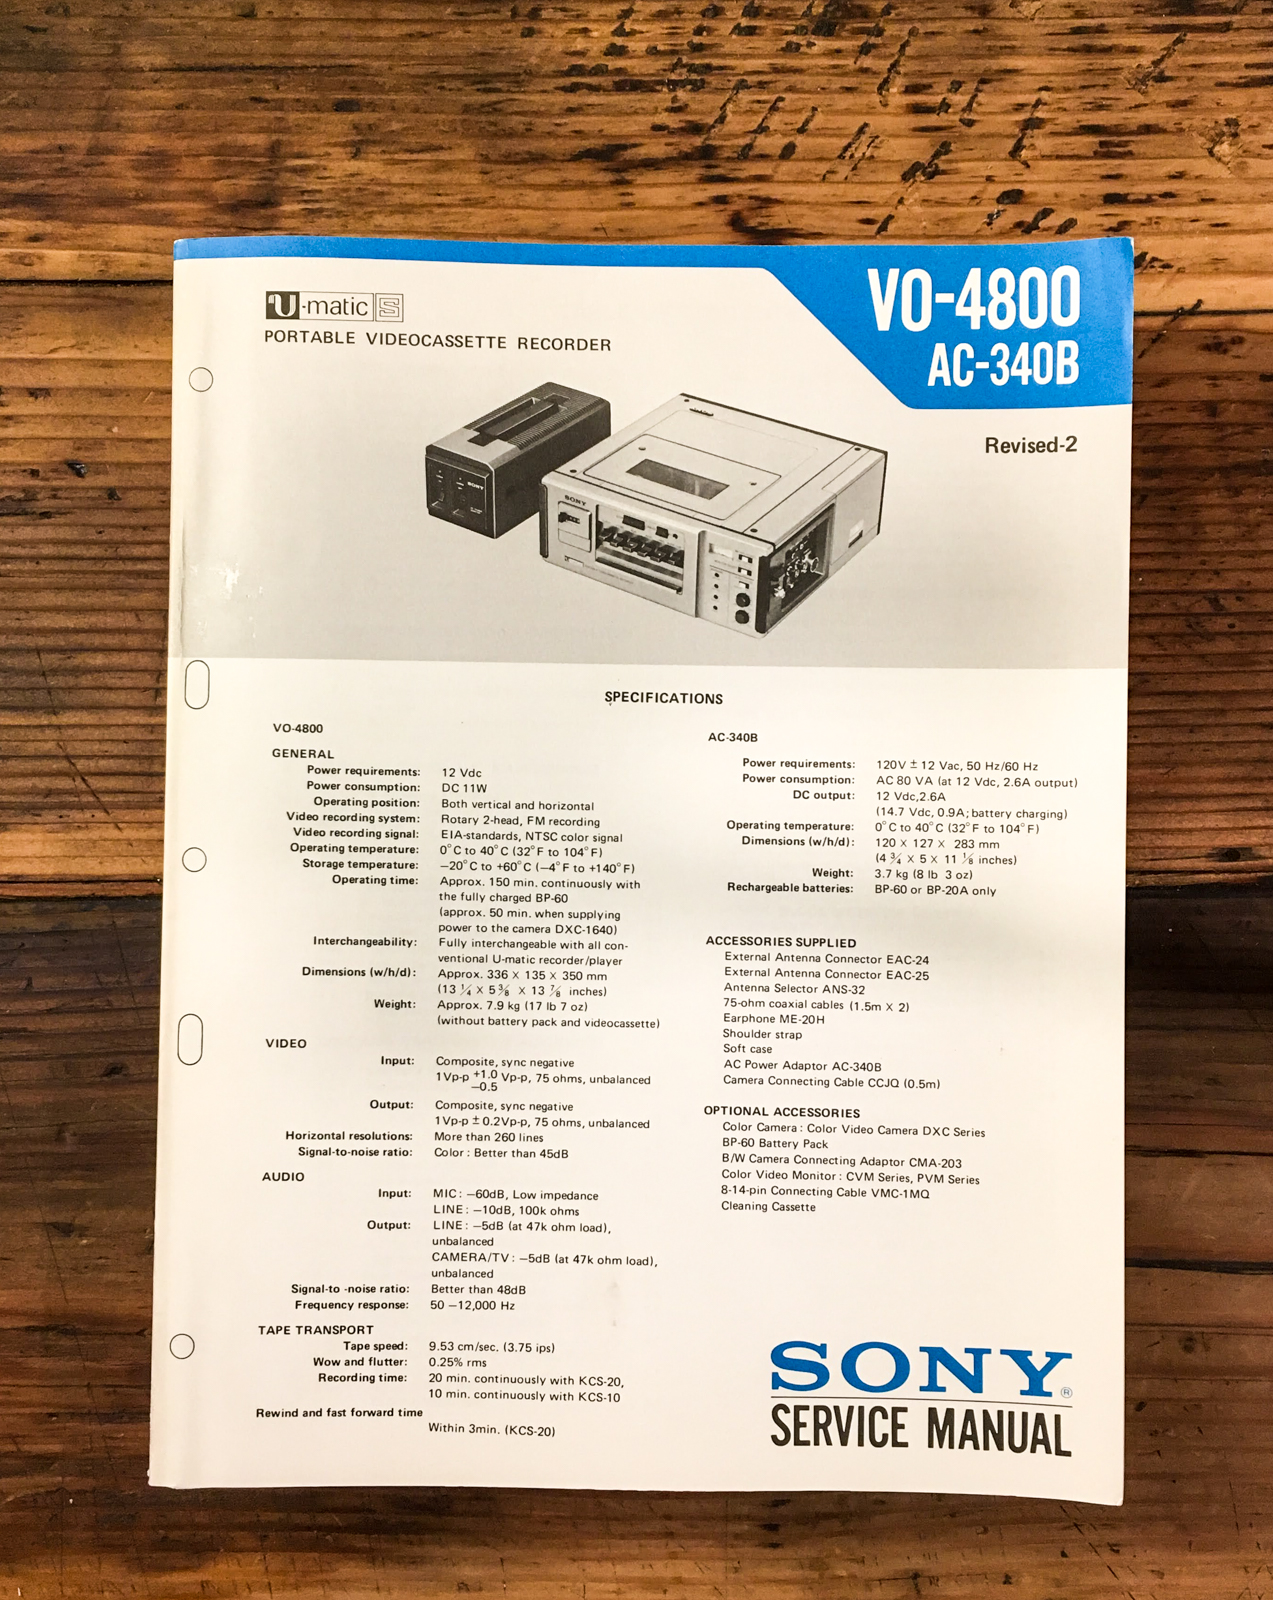 U-matic S
PORTABLE VIDEOCASSETTE RECORDER
VO-4800
AC-340B
Revised-2
SONY
SONY
SPECIFICATIONS
VO-4800
GENERAL
Power requirements: 12 Vdc
Power consumption: DC 11W
Operating position: Both vertical and horizontal
Video recording system: Rotary 2-head, FM recording
Video recording signal: EIA-standards, NTSC color signal
Operating temperature: 0°C to 40°C (32°F to 104°F)
Storage temperature: −20°C to +60°C (−4°F to +140°F)
Operating time: Approx. 150 min. continuously with
the fully charged BP-60
(approx. 50 min. when supplying
power to the camera DXC-1640)
Interchangeability: Fully interchangeable with all con-
ventional U-matic recorder/player
Dimensions (w/h/d): Approx. 336 × 135 × 350 mm
(13 ¼ × 5⅜ × 13 ⅞ inches)
Weight: Approx. 7.9 kg (17 lb 7 oz)
(without battery pack and videocassette)
VIDEO
Input: Composite, sync negative
1Vp-p +1.0 −0.5 Vp-p, 75 ohms, unbalanced
Output: Composite, sync negative
1Vp-p ± 0.2Vp-p, 75 ohms, unbalanced
Horizontal resolutions: More than 260 lines
Signal-to-noise ratio: Color : Better than 45dB
AUDIO
Input: MIC : −60dB, Low impedance
LINE : −10dB, 100k ohms
Output: LINE : −5dB (at 47k ohm load),
unbalanced
CAMERA/TV : −5dB (at 47k ohm load),
unbalanced
Signal-to -noise ratio: Better than 48dB
Frequency response: 50 −12,000 Hz
TAPE TRANSPORT
Tape speed: 9.53 cm/sec. (3.75 ips)
Wow and flutter: 0.25% rms
Recording time: 20 min. continuously with KCS-20,
10 min. continuously with KCS-10
Rewind and fast forward time
Within 3min. (KCS-20)
AC-340B
Power requirements: 120V ± 12 Vac, 50 Hz/60 Hz
Power consumption: AC 80 VA (at 12 Vdc, 2.6A output)
DC output: 12 Vdc,2.6A
(14.7 Vdc, 0.9A; battery charging)
Operating temperature: 0°C to 40°C (32°F to 104°F)
Dimensions (w/h/d): 120 × 127 × 283 mm
(4 ¾ × 5 × 11 ⅛ inches)
Weight: 3.7 kg (8 lb 3 oz)
Rechargeable batteries: BP-60 or BP-20A only
ACCESSORIES SUPPLIED
External Antenna Connector EAC-24
External Antenna Connector EAC-25
Antenna Selector ANS-32
75-ohm coaxial cables (1.5m × 2)
Earphone ME-20H
Shoulder strap
Soft case
AC Power Adaptor AC-340B
Camera Connecting Cable CCJQ (0.5m)
OPTIONAL ACCESSORIES
Color Camera : Color Video Camera DXC Series
BP-60 Battery Pack
B/W Camera Connecting Adaptor CMA-203
Color Video Monitor : CVM Series, PVM Series
8-14-pin Connecting Cable VMC-1MQ
Cleaning Cassette
SONY®
SERVICE MANUAL